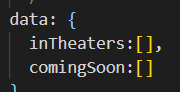 data: {
inTheaters:[],
comingSoon:[]
}